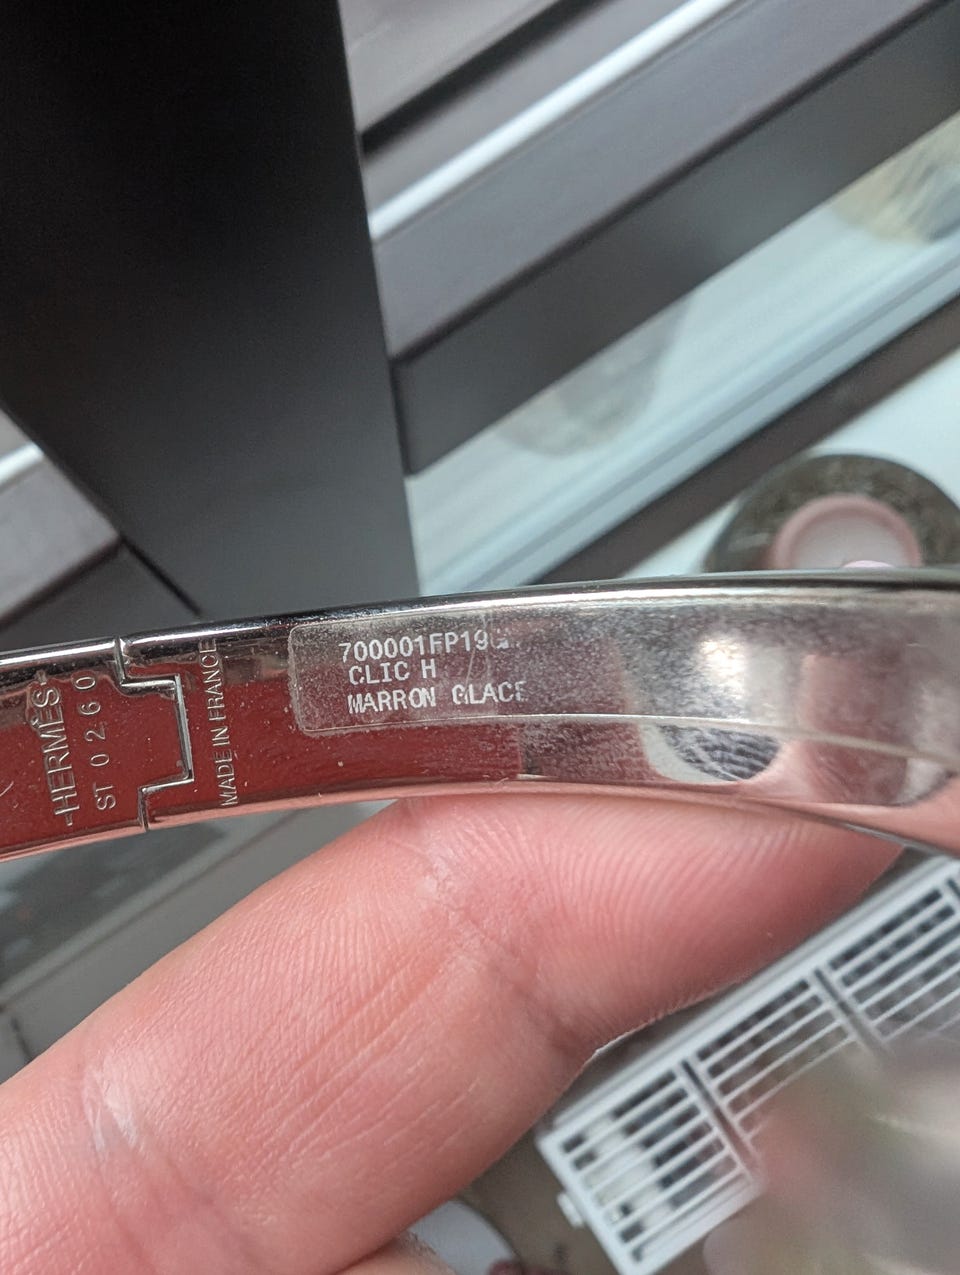 -HERMÈS-
ST 0260
MADE IN FRANCE
CLIC H
MARRON GLACE